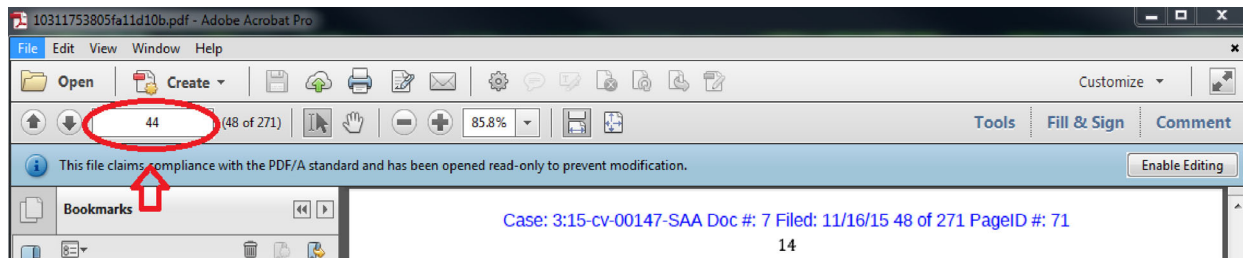 10311753805fa11d10b.pdf - Adobe Acrobat Pro
File Edit View Window Help
Open Create Customize
44 (48 of 271) 85.8% Tools Fill & Sign Comment
This file claims compliance with the PDF/A standard and has been opened read-only to prevent modification. Enable Editing
Bookmarks
Case: 3:15-cv-00147-SAA Doc #: 7 Filed: 11/16/15 48 of 271 PageID #: 71
14